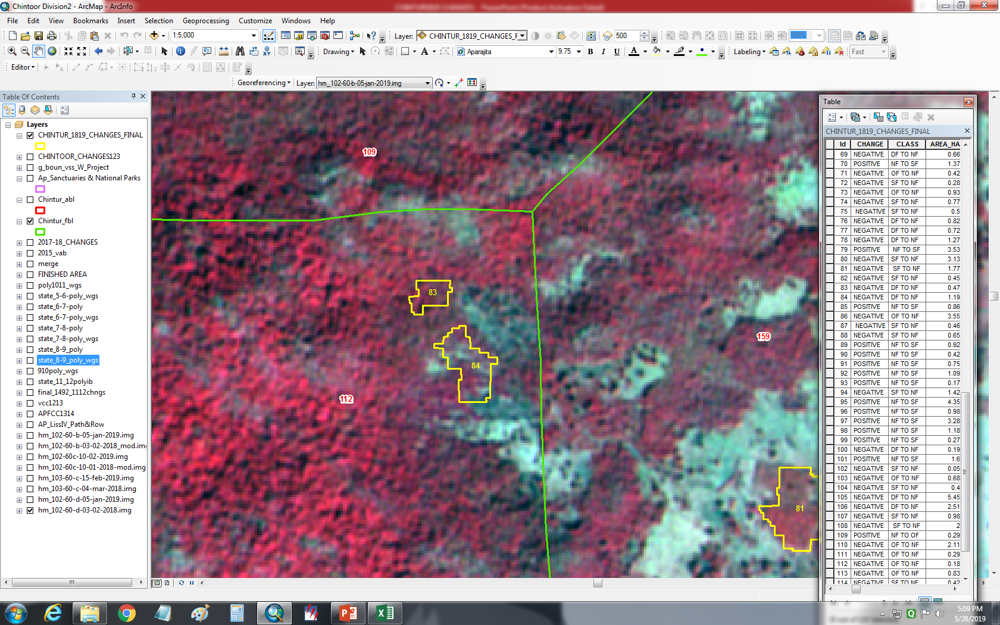 Chintoor Division2 - ArcMap - ArcInfo
File Edit View Bookmarks Insert Selection Geoprocessing Customize Windows Help
1:5,000 Layer: CHINTUR_1819_CHANGES_F 500 100%
Drawing Aparajita 9.75 B I U A Labeling Fast
Editor
Georeferencing Layer: hm_102-60-b-05-jan-2019.img
Table Of Contents
Layers
CHINTUR_1819_CHANGES_FINAL
CHINTOOR_CHANGES123
g_boun_vss_W_Project
Ap_Sanctuaries & National Parks
Chintur_abl
Chintur_fbl
2017-18_CHANGES
2015_vab
merge
FINISHED AREA
poly1011_wgs
state_5-6-poly_wgs
state_6-7-poly
state_6-7-poly_wgs
state_7-8-poly
state_7-8-poly_wgs
state_8-9_poly
state_8-9_poly_wgs
910poly_wgs
state_11_12polyib
final_1492_1112chngs
vcc1213
APFCC1314
AP_LissIV_Path&Row
hm_102-60-b-05-jan-2019.img
hm_102-60-b-03-02-2018_mod.im
hm_102-60c-10-02-2019.img
hm_102-60c-10-01-2018-mod.img
hm_103-60-c-15-feb-2019.img
hm_103-60-c-04-mar-2018.img
hm_102-60-d-05-jan-2019.img
hm_102-60-d-03-02-2018.img
109
83
84
159
112
81
Table
CHINTUR_1819_CHANGES_FINAL
Id CHANGE CLASS AREA_HA
69 NEGATIVE DF TO NF 0.66
70 POSITIVE NF TO SF 1.37
71 NEGATIVE OF TO NF 0.42
72 NEGATIVE SF TO NF 0.28
73 NEGATIVE OF TO NF 0.93
74 NEGATIVE SF TO NF 0.77
75 NEGATIVE SF TO NF 0.5
76 NEGATIVE DF TO NF 0.82
77 NEGATIVE DF TO NF 0.72
78 NEGATIVE DF TO NF 1.27
79 POSITIVE NF TO SF 3.53
80 NEGATIVE SF TO NF 3.13
81 NEGATIVE SF TO NF 1.77
82 NEGATIVE SF TO NF 0.45
83 NEGATIVE DF TO NF 0.47
84 NEGATIVE DF TO NF 1.19
85 POSITIVE NF TO SF 0.86
86 NEGATIVE OF TO NF 3.55
87 NEGATIVE SF TO NF 0.46
88 NEGATIVE SF TO NF 0.65
89 POSITIVE NF TO SF 0.92
90 POSITIVE NF TO SF 0.42
91 POSITIVE NF TO SF 0.75
92 POSITIVE NF TO SF 1.09
93 POSITIVE NF TO SF 0.17
94 NEGATIVE SF TO NF 1.42
95 POSITIVE NF TO SF 4.35
96 POSITIVE NF TO SF 0.98
97 POSITIVE NF TO SF 3.28
98 POSITIVE NF TO SF 1.18
99 POSITIVE NF TO SF 0.27
100 NEGATIVE DF TO NF 0.19
101 POSITIVE NF TO SF 1.6
102 NEGATIVE SF TO NF 0.05
103 NEGATIVE OF TO NF 0.68
104 NEGATIVE SF TO NF 0.4
105 NEGATIVE DF TO NF 5.45
106 NEGATIVE DF TO NF 2.51
107 NEGATIVE SF TO NF 0.98
108 NEGATIVE SF TO NF 2
109 POSITIVE NF TO OF 0.29
110 NEGATIVE OF TO NF 2.11
111 NEGATIVE OF TO NF 0.29
112 NEGATIVE OF TO NF 0.18
113 NEGATIVE OF TO NF 0.83
114 NEGATIVE SF TO NF 0.42
5:09 PM
5/28/2019